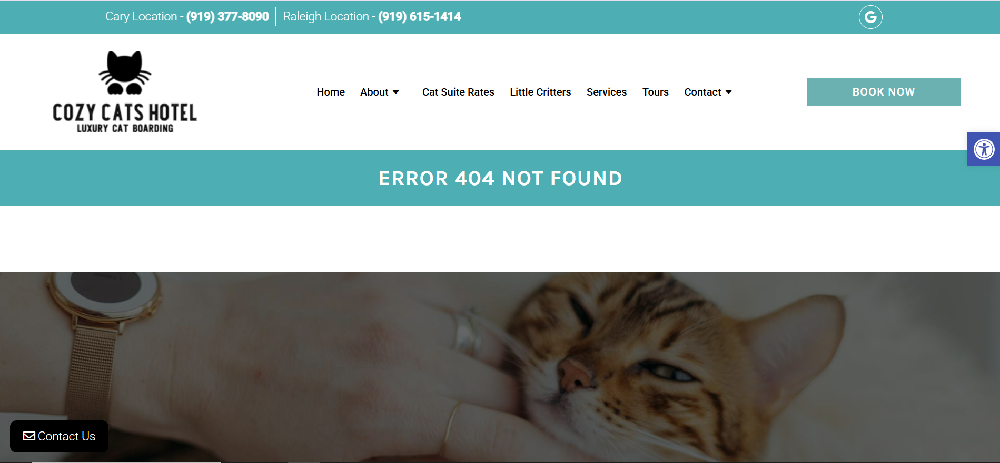 Cary Location - (919) 377-8090 Raleigh Location - (919) 615-1414
COZY CATS HOTEL
LUXURY CAT BOARDING
Home About Cat Suite Rates Little Critters Services Tours Contact
BOOK NOW
ERROR 404 NOT FOUND
Contact Us